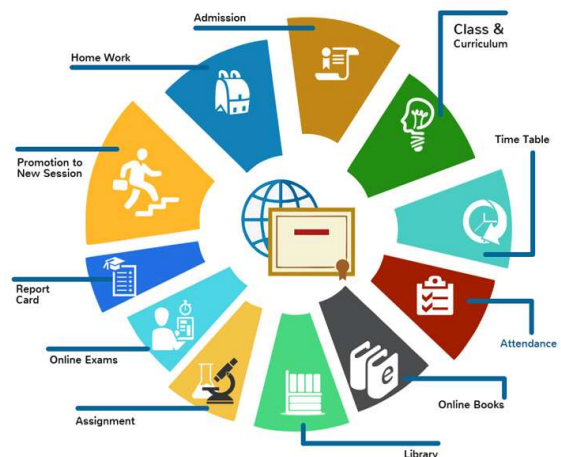 Admission
Class &
Curriculum
Home Work
Time Table
Promotion to
New Session
Report
Card
Attendance
Online Exams
Online Books
Assignment
Library
e